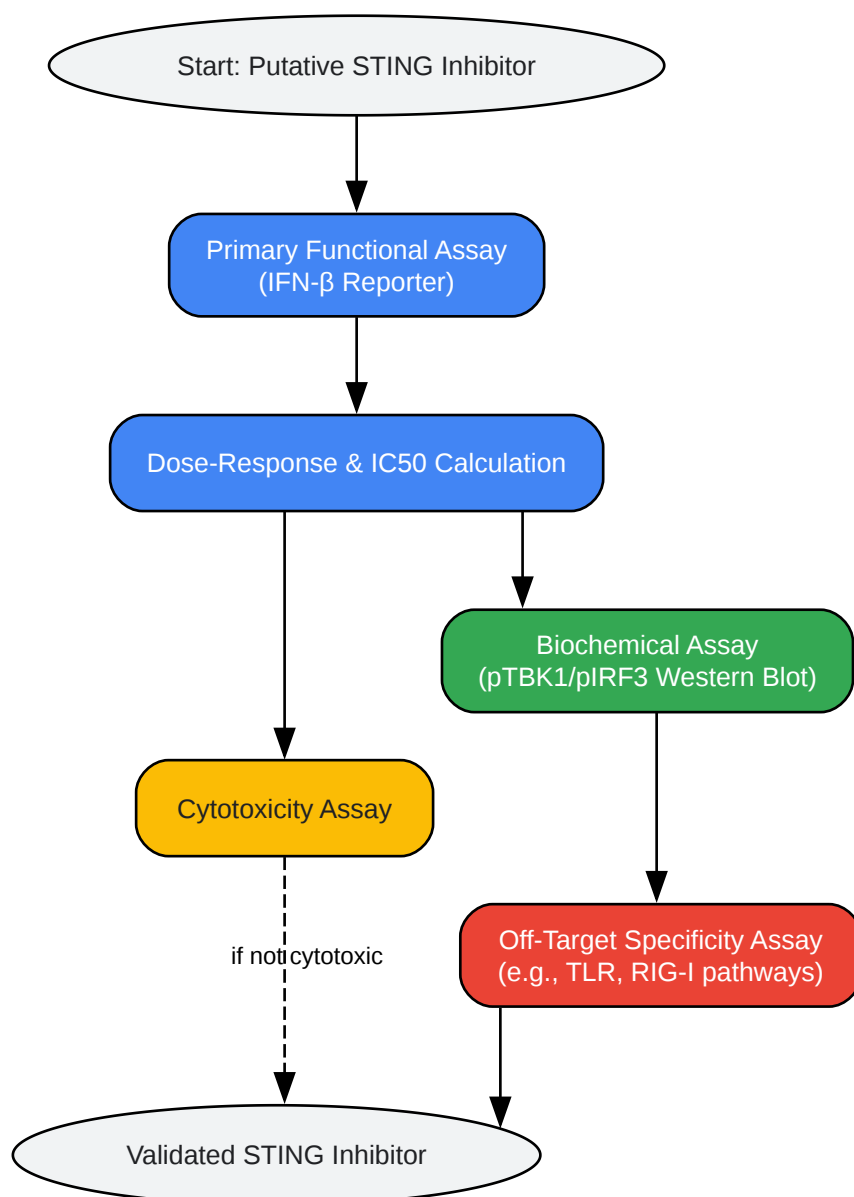 Start: Putative STING Inhibitor
Primary Functional Assay
(IFN-β Reporter)
Dose-Response & IC50 Calculation
Biochemical Assay
(pTBK1/pIRF3 Western Blot)
Cytotoxicity Assay
Off-Target Specificity Assay
(e.g., TLR, RIG-I pathways)
if not cytotoxic
Validated STING Inhibitor